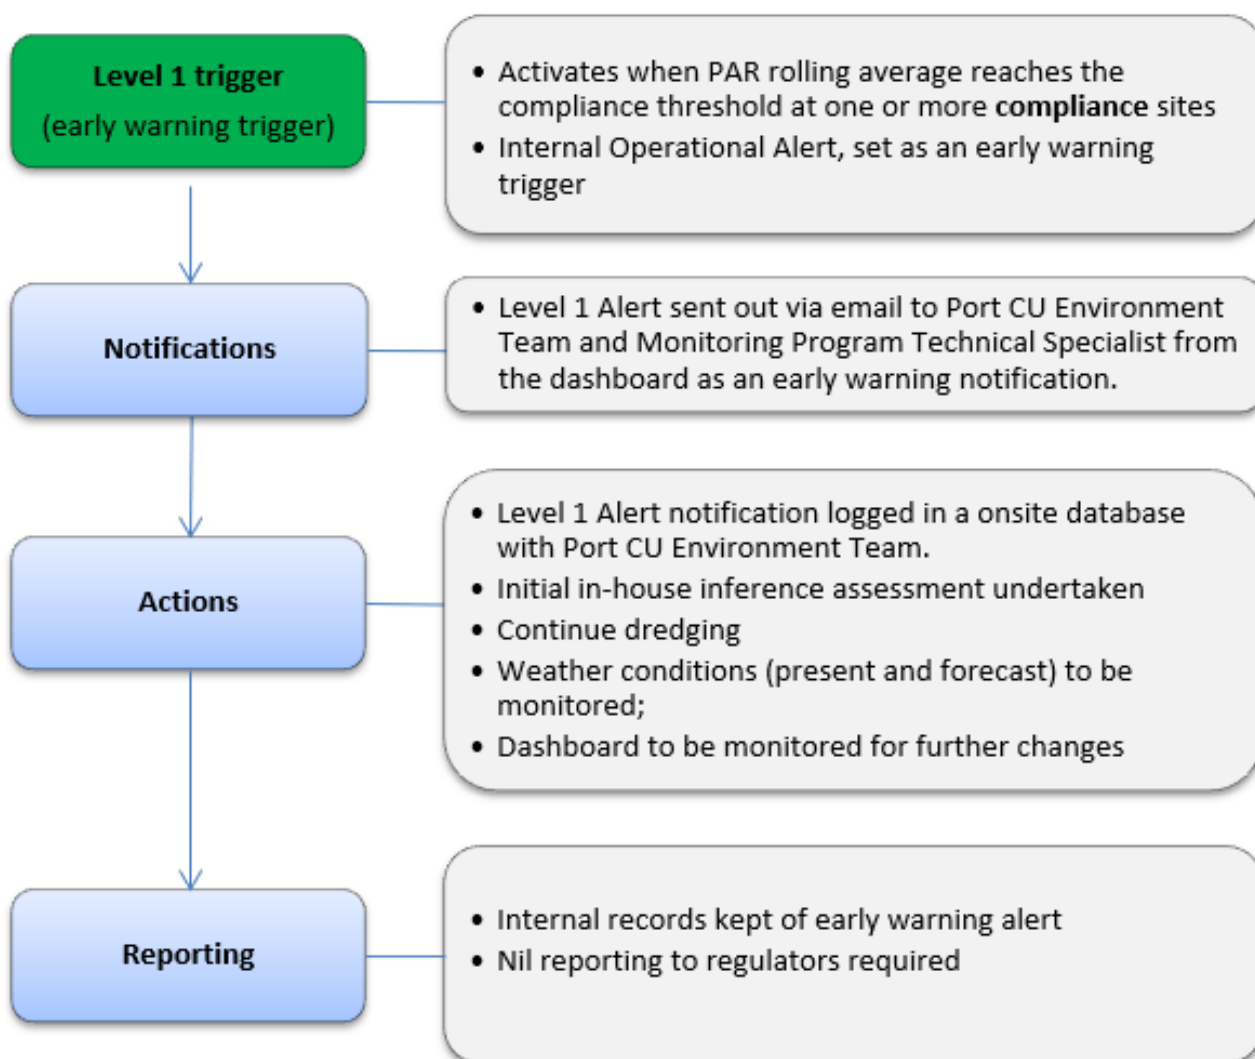 Level 1 trigger
(early warning trigger)
• Activates when PAR rolling average reaches the
compliance threshold at one or more compliance sites
• Internal Operational Alert, set as an early warning
trigger
Notifications
• Level 1 Alert sent out via email to Port CU Environment
Team and Monitoring Program Technical Specialist from
the dashboard as an early warning notification.
Actions
• Level 1 Alert notification logged in a onsite database
with Port CU Environment Team.
• Initial in-house inference assessment undertaken
• Continue dredging
• Weather conditions (present and forecast) to be
monitored;
• Dashboard to be monitored for further changes
Reporting
• Internal records kept of early warning alert
• Nil reporting to regulators required